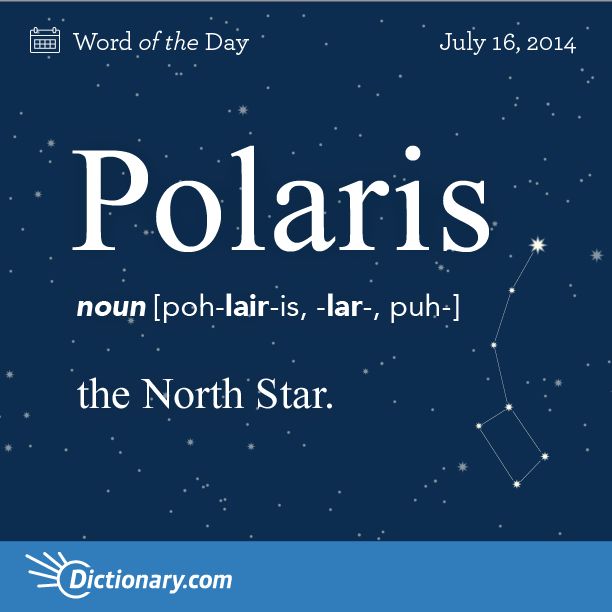 Word of the Day
July 16, 2014
Polaris
noun [poh-lair-is, -lar-, puh-]
the North Star.
Dictionary.com